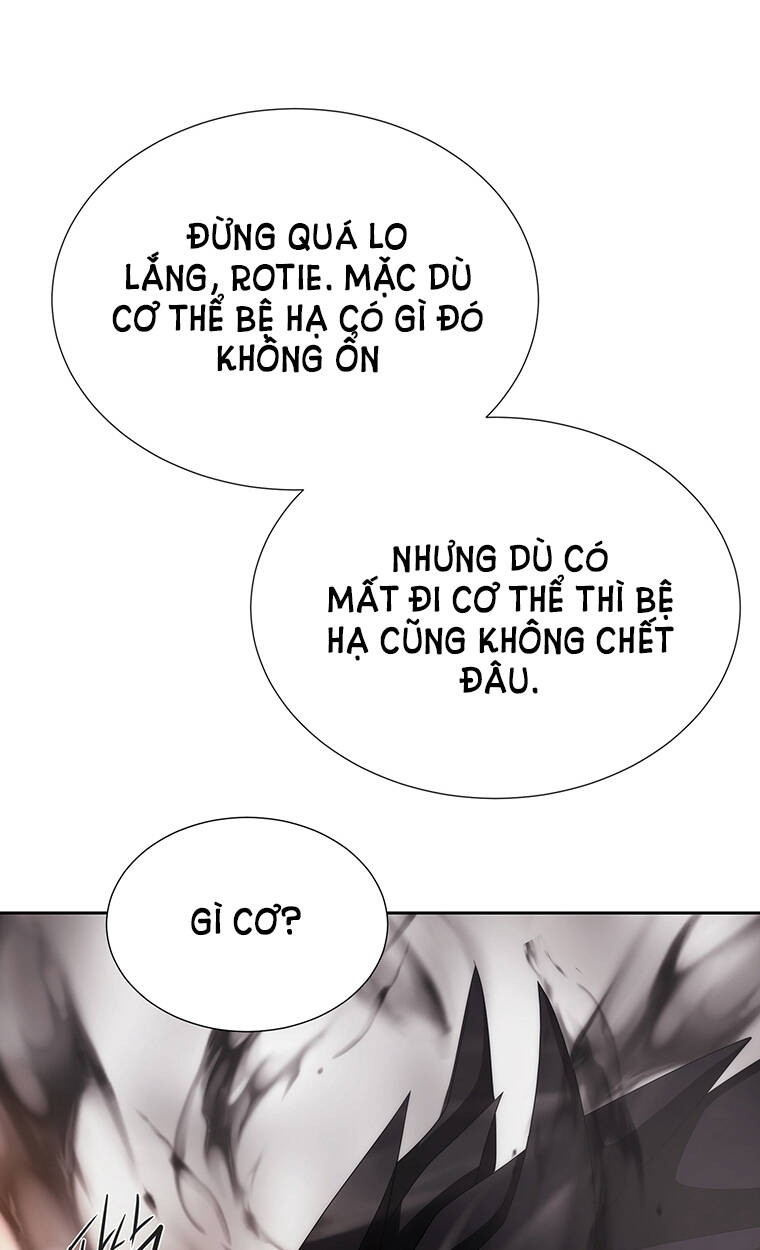 ĐỪNG QUÁ LO
LẮNG, ROTIE. MẶC DÙ
CƠ THỂ BỆ HẠ CÓ GÌ ĐÓ
KHÔNG ỔN
NHƯNG DÙ CÓ
MẤT ĐI CƠ THỂ THÌ BỆ
HẠ CŨNG KHÔNG CHẾT
ĐÂU.
GÌ CƠ?